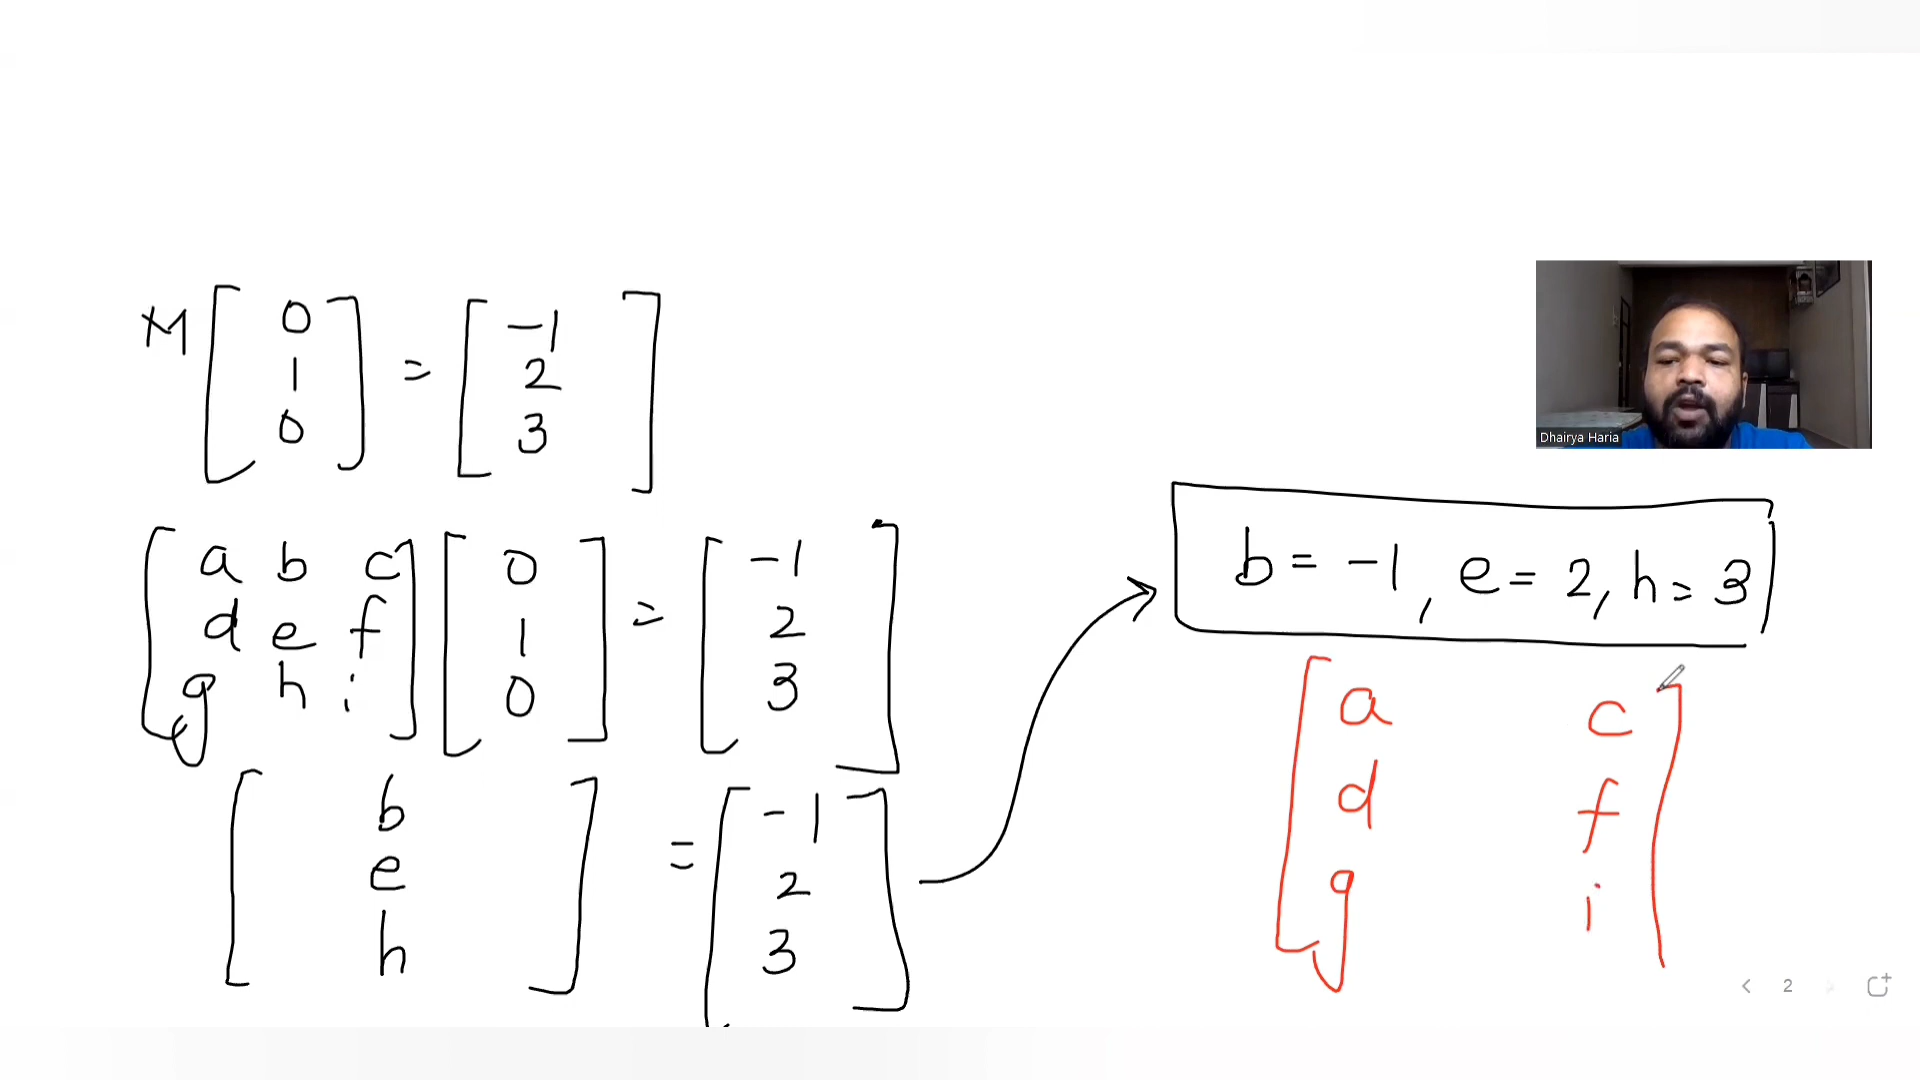 M [ 0 1 0 ] = [ -1 2 3 ]
[ a b c ] [ 0 ] = [ -1 ]
d e f 1 2
g h i 0 3
[ b e h ] = [ -1 2 3 ]
Dhairya Haria
b = -1, e = 2, h = 3
[ a c ]
d f
g i
2